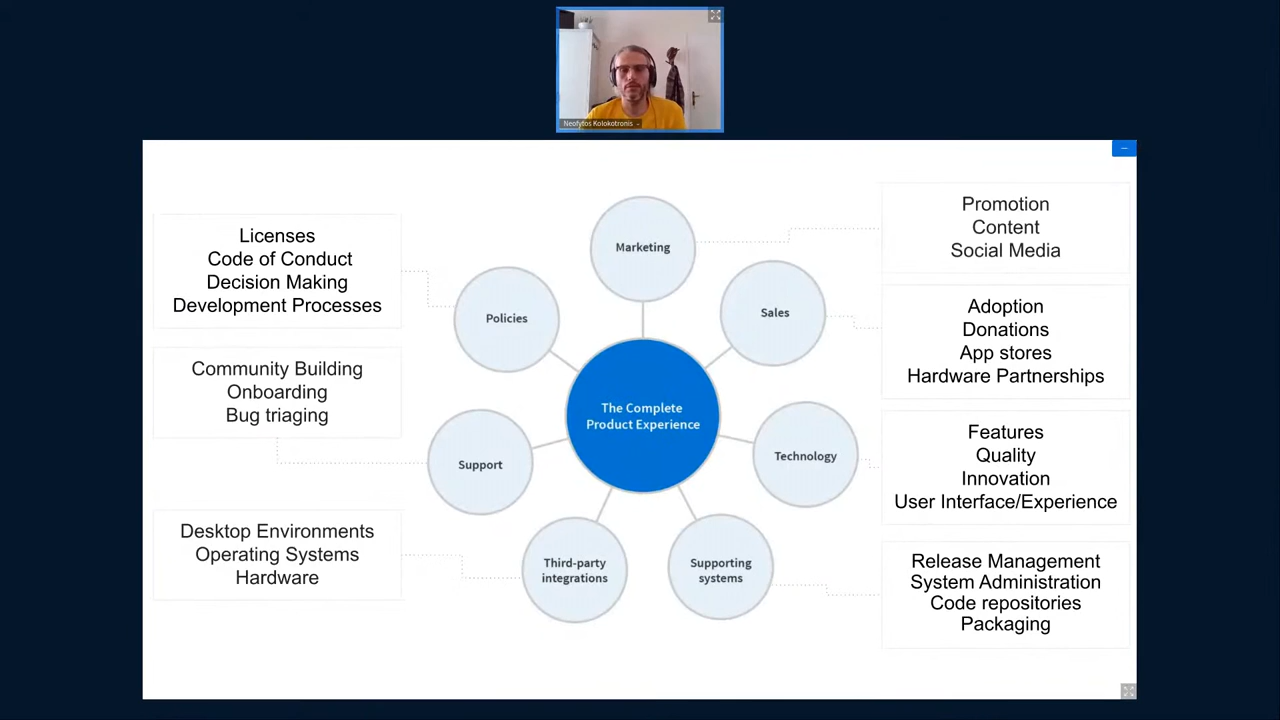 Neofytos Kolokotronis
Licenses
Code of Conduct
Decision Making
Development Processes
Community Building
Onboarding
Bug triaging
Desktop Environments
Operating Systems
Hardware
Marketing
Policies
Sales
The Complete
Product Experience
Support
Technology
Third-party
integrations
Supporting
systems
Promotion
Content
Social Media
Adoption
Donations
App stores
Hardware Partnerships
Features
Quality
Innovation
User Interface/Experience
Release Management
System Administration
Code repositories
Packaging